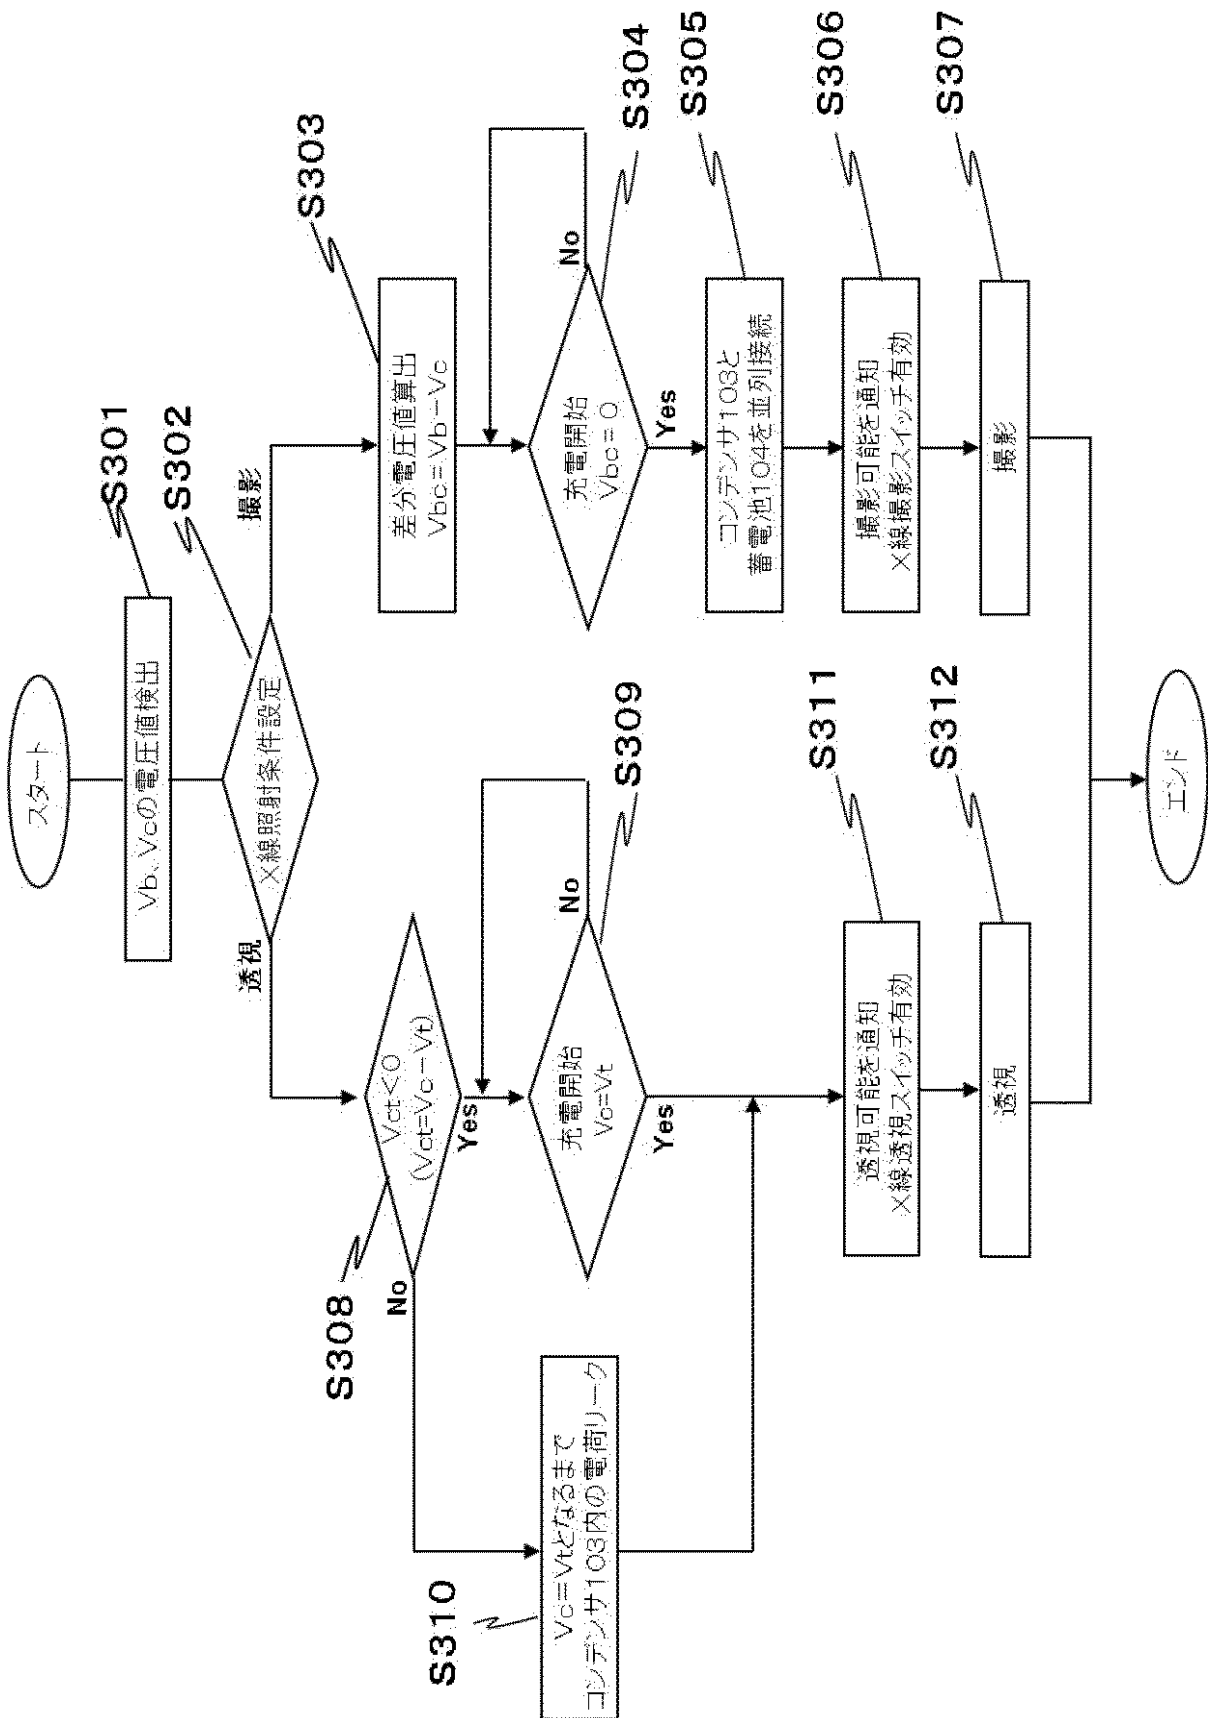 スタート
S301
Vb、Vcの電圧値検出
S302
X線照射条件設定
透視
撮影
S303
差分電圧値算出
Vbc=Vb-Vc
S304
充電開始
Vbc=0
No
Yes
S305
コンデンサ103と
蓄電池104を並列接続
S306
撮影可能を通知
X線撮影スイッチ有効
S307
撮影
S308
Vct<0
(Vct=Vc-Vt)
No
Yes
S309
充電開始
Vc=Vt
No
Yes
S310
Vc=Vtとなるまで
コンデンサ103内の電荷リーク
S311
透視可能を通知
X線透視スイッチ有効
S312
透視
エンド